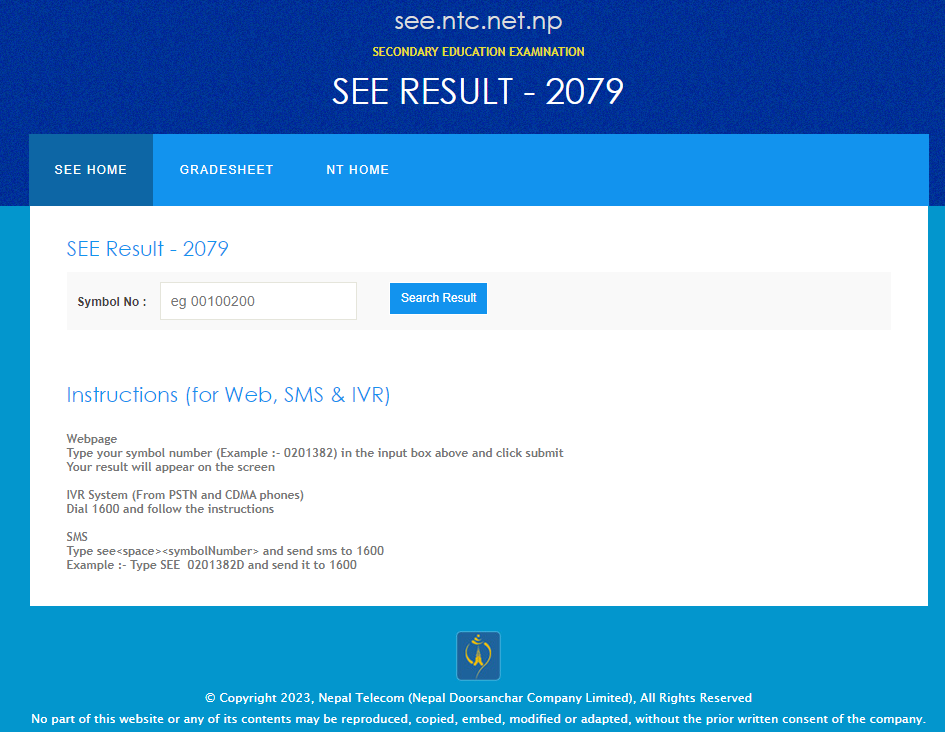 see.ntc.net.np
SECONDARY EDUCATION EXAMINATION
SEE RESULT - 2079
SEE HOME GRADESHEET NT HOME
SEE Result - 2079
Symbol No : eg 00100200 Search Result
Instructions (for Web, SMS & IVR)
Webpage
Type your symbol number (Example :- 0201382) in the input box above and click submit
Your result will appear on the screen
IVR System (From PSTN and CDMA phones)
Dial 1600 and follow the instructions
SMS
Type see<space><symbolNumber> and send sms to 1600
Example :- Type SEE  0201382D and send it to 1600
© Copyright 2023, Nepal Telecom (Nepal Doorsanchar Company Limited), All Rights Reserved
No part of this website or any of its contents may be reproduced, copied, embed, modified or adapted, without the prior written consent of the company.